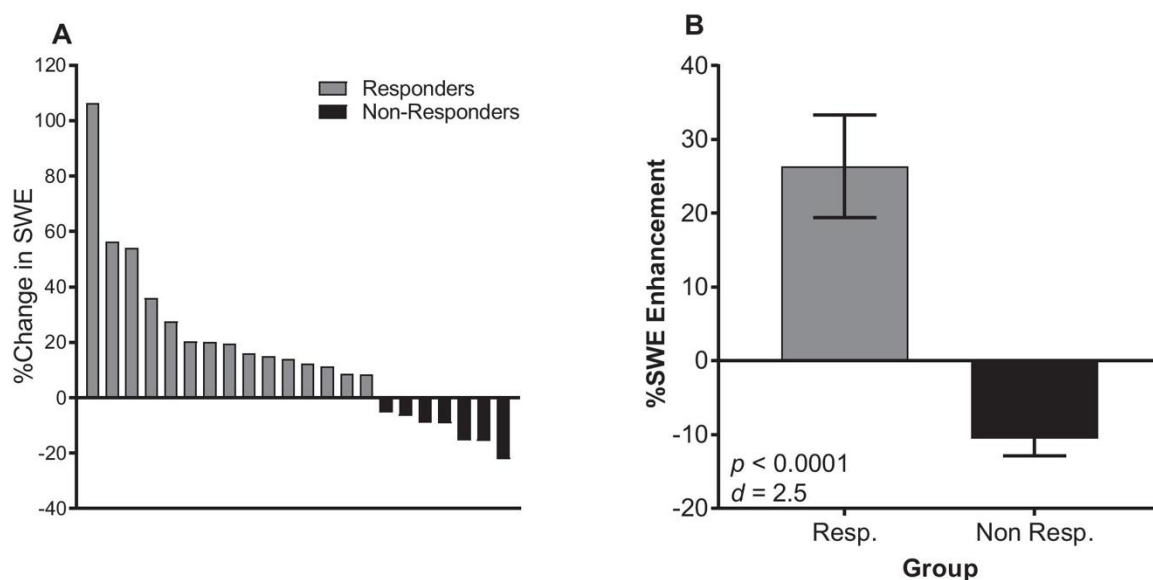 A
%Change in SWE
120
100
80
60
40
20
0
-20
-40
Responders
Non-Responders
B
%SWE Enhancement
40
30
20
10
0
-10
-20
p < 0.0001
d = 2.5
Resp.
Non Resp.
Group